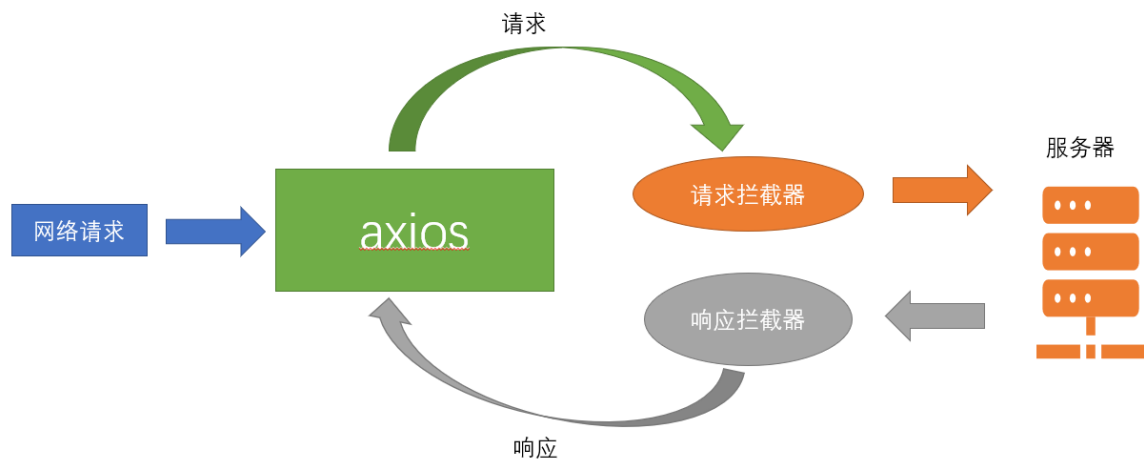 请求
服务器
请求拦截器
网络请求
axios
响应拦截器
响应